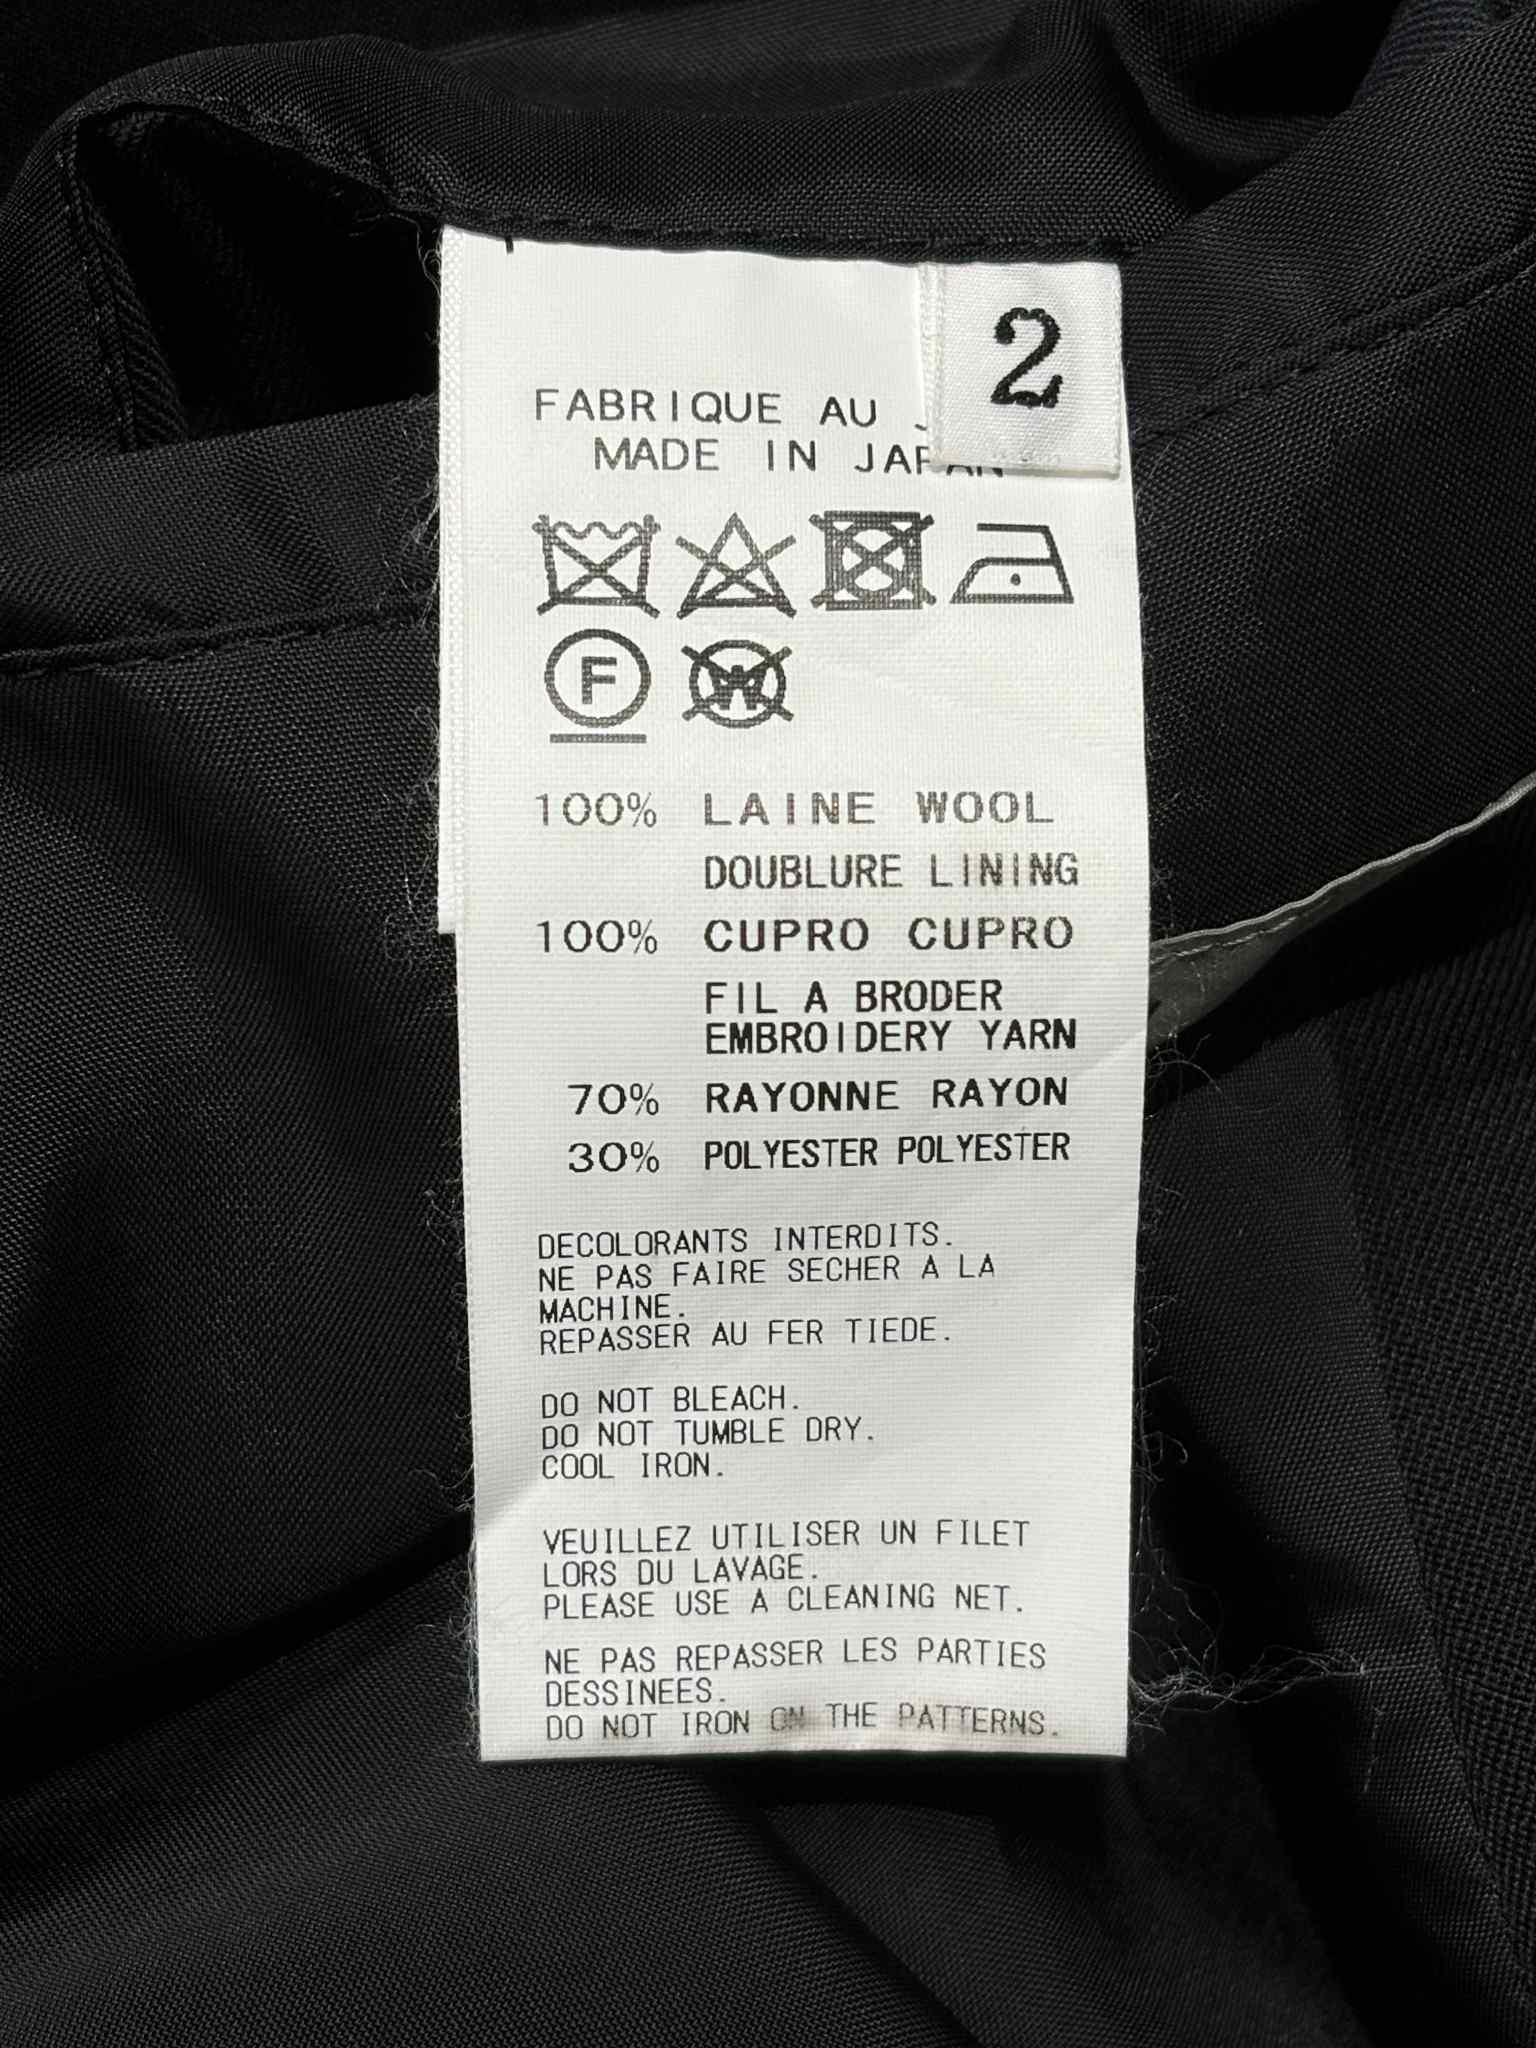 2
FABRIQUE AU
MADE IN JAPAN
F
W
100% LAINE WOOL
DOUBLURE LINING
100% CUPRO CUPRO
FIL A BRODER
EMBROIDERY YARN
70% RAYONNE RAYON
30% POLYESTER POLYESTER
DECOLORANTS INTERDITS.
NE PAS FAIRE SECHER A LA
MACHINE.
REPASSER AU FER TIEDE.
DO NOT BLEACH.
DO NOT TUMBLE DRY.
COOL IRON.
VEUILLEZ UTILISER UN FILET
LORS DU LAVAGE.
PLEASE USE A CLEANING NET.
NE PAS REPASSER LES PARTIES
DESSINEES.
DO NOT IRON ON THE PATTERNS.